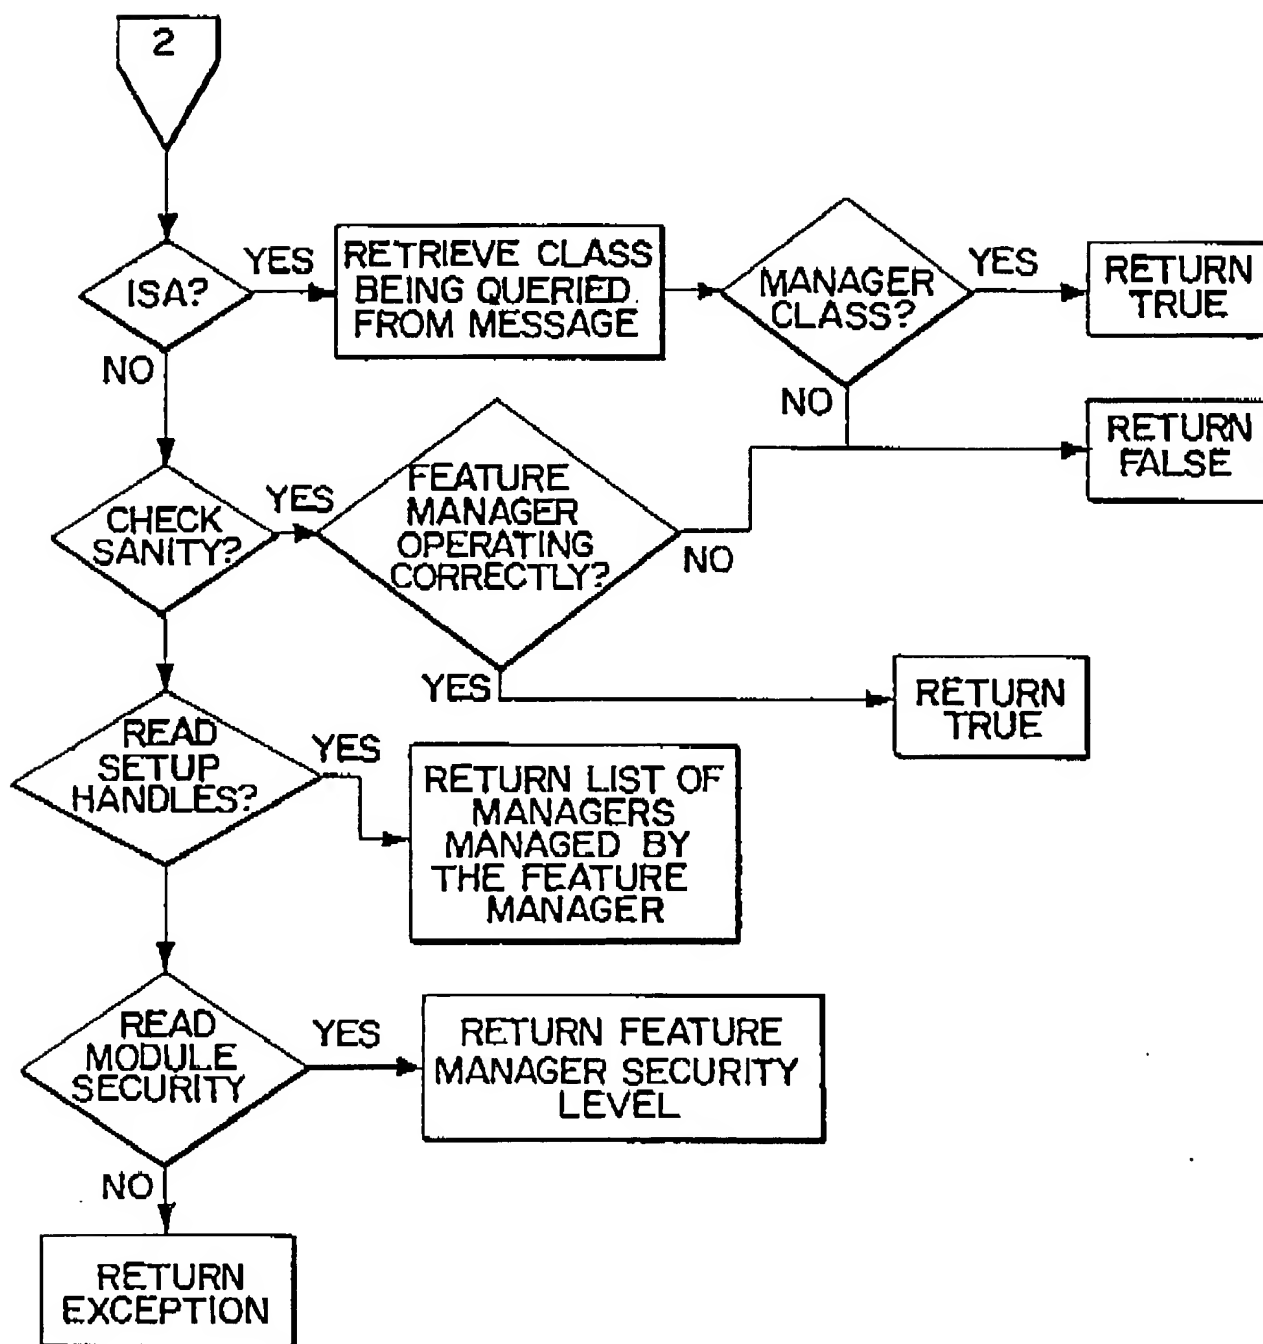 2
ISA?
YES
RETRIEVE CLASS
BEING QUERIED
FROM MESSAGE
MANAGER
CLASS?
YES
RETURN
TRUE
NO
NO
RETURN
FALSE
CHECK
SANITY?
YES
FEATURE
MANAGER
OPERATING
CORRECTLY?
NO
YES
RETURN
TRUE
READ
SETUP
HANDLES?
YES
RETURN LIST OF
MANAGERS
MANAGED BY
THE FEATURE
MANAGER
READ
MODULE
SECURITY
YES
RETURN FEATURE
MANAGER SECURITY
LEVEL
NO
RETURN
EXCEPTION